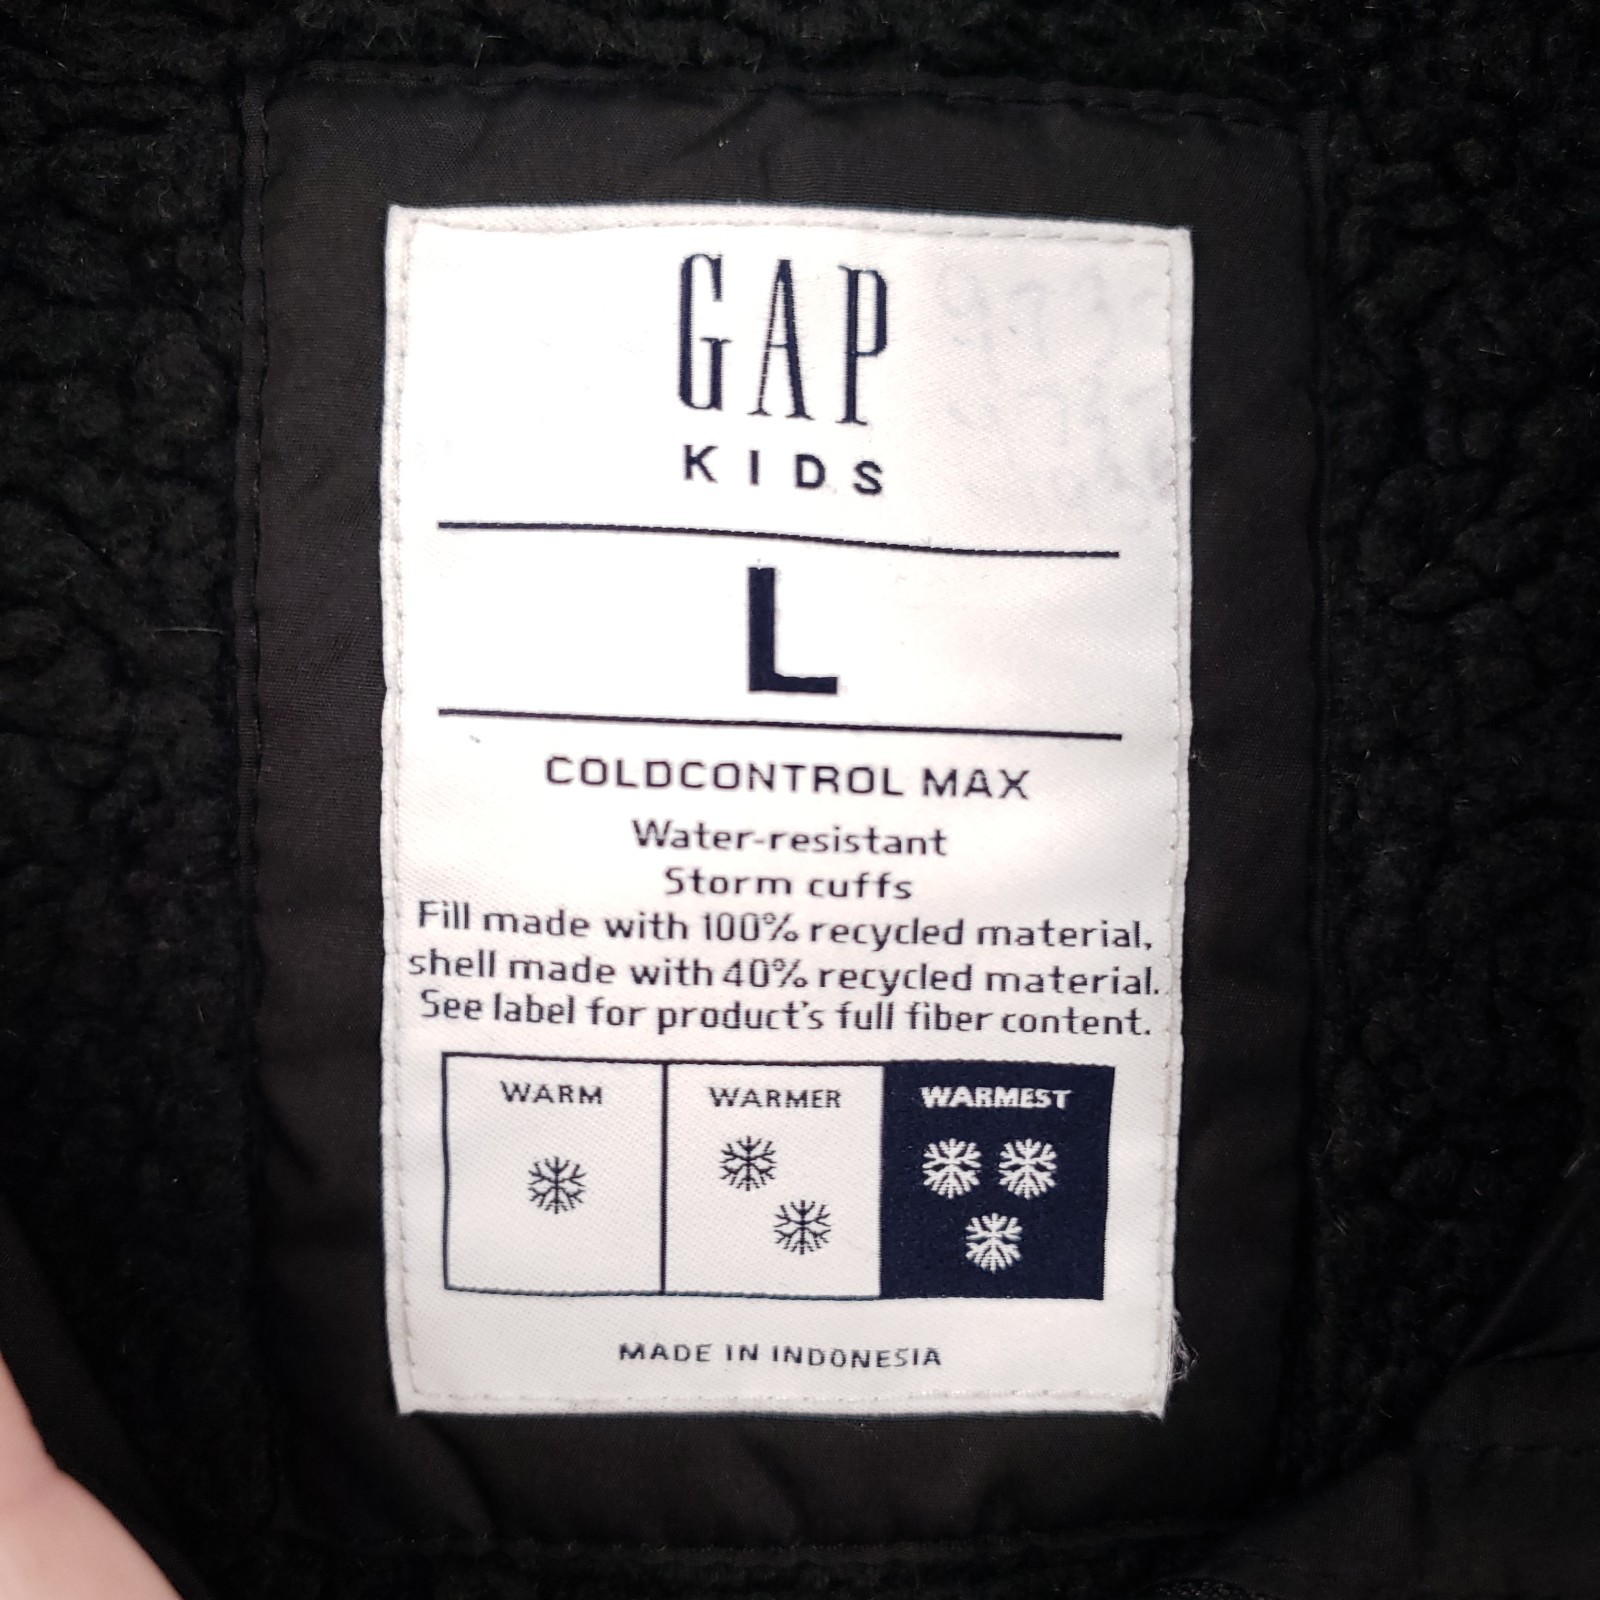 GAP
KIDS
L
COLDCONTROL MAX
Water-resistant
Storm cuffs
Fill made with 100% recycled material,
shell made with 40% recycled material.
See label for product's full fiber content.
WARM WARMER WARMEST
MADE IN INDONESIA